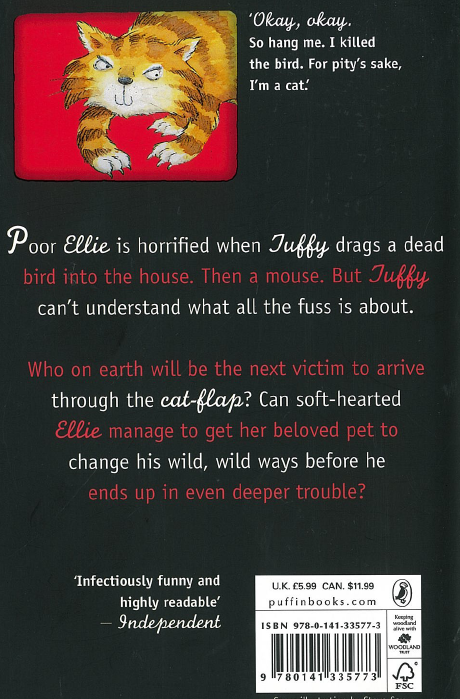 'Okay, okay.
So hang me. I killed
the bird. For pity's sake,
I'm a cat.'
Poor Ellie is horrified when Tuffy drags a dead
bird into the house. Then a mouse. But Tuffy
can't understand what all the fuss is about.
Who on earth will be the next victim to arrive
through the cat-flap? Can soft-hearted
Ellie manage to get her beloved pet to
change his wild, wild ways before he
ends up in even deeper trouble?
'Infectiously funny and
highly readable'
– Independent
U.K. £5.99 CAN. $11.99
puffinbooks.com
ISBN 978-0-141-33577-3
9 780141 335773
Keeping
woodland
alive with
WOODLAND
TRUST
FSC